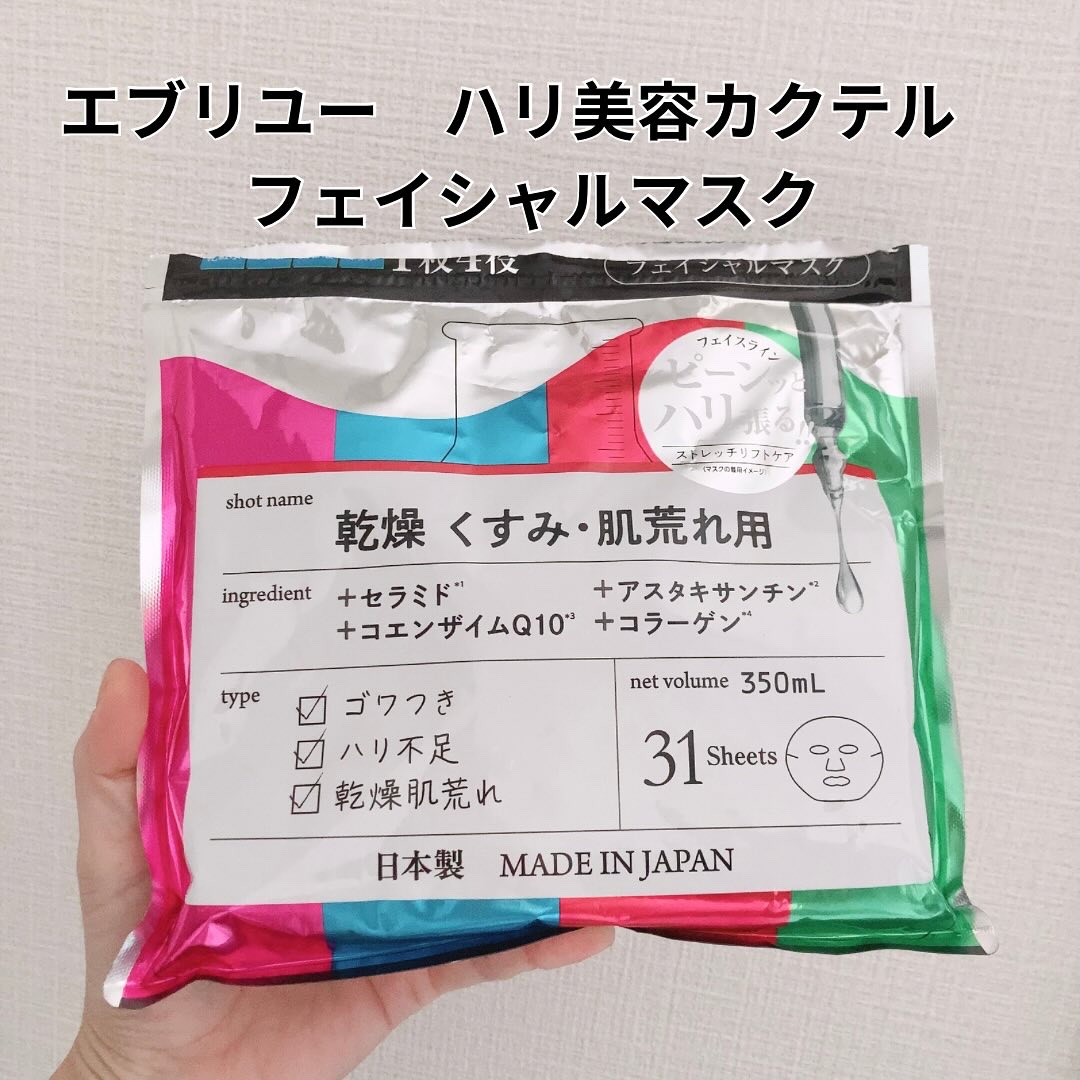 エブリユー ハリ美容カクテル
フェイシャルマスク
1枚4役
フェイシャルマスク
フェイスライン
ピーンッと
ハリ張る!!
ストレッチリフトケア
(マスクの着用イメージ)
shot name
乾燥 くすみ・肌荒れ用
ingredient
+セラミド*1 +アスタキサンチン*2
+コエンザイムQ10*3 +コラーゲン*4
type
ゴワつき
ハリ不足
乾燥肌荒れ
net volume 350mL
31 Sheets
日本製 MADE IN JAPAN